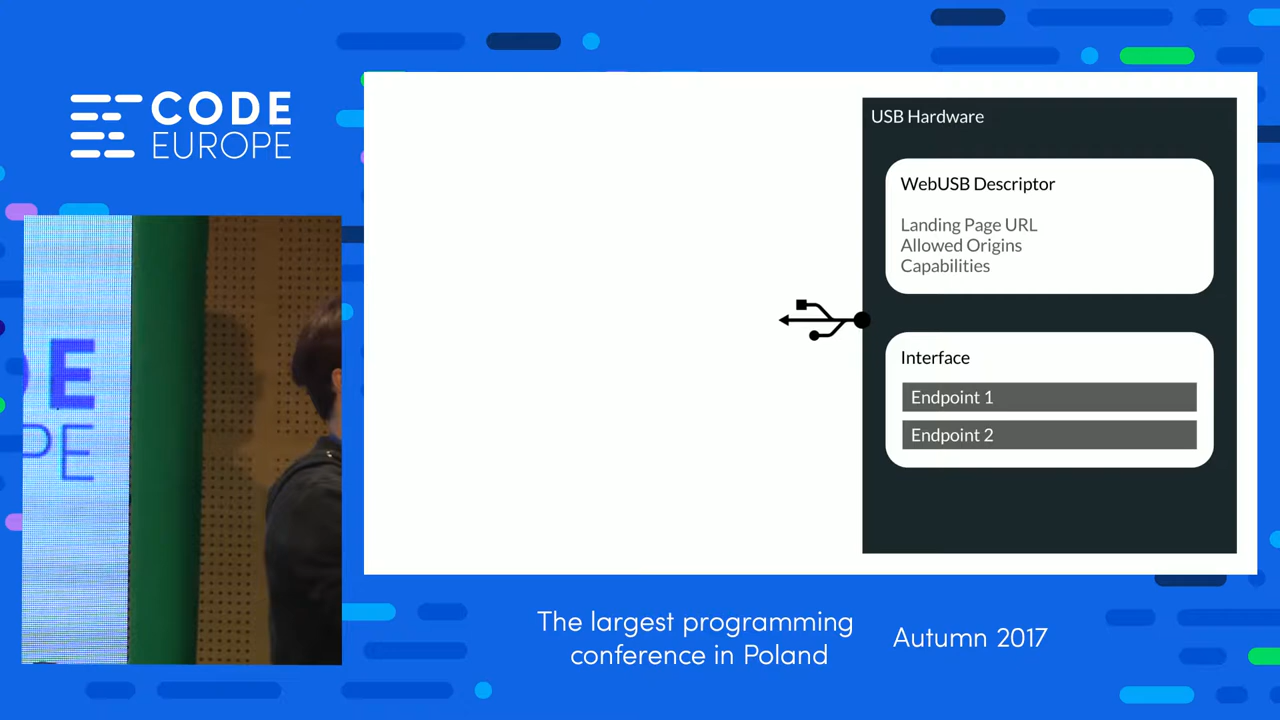 CODE
EUROPE
USB Hardware
WebUSB Descriptor
Landing Page URL
Allowed Origins
Capabilities
Interface
Endpoint 1
Endpoint 2
E
PE
The largest programming
conference in Poland
Autumn 2017